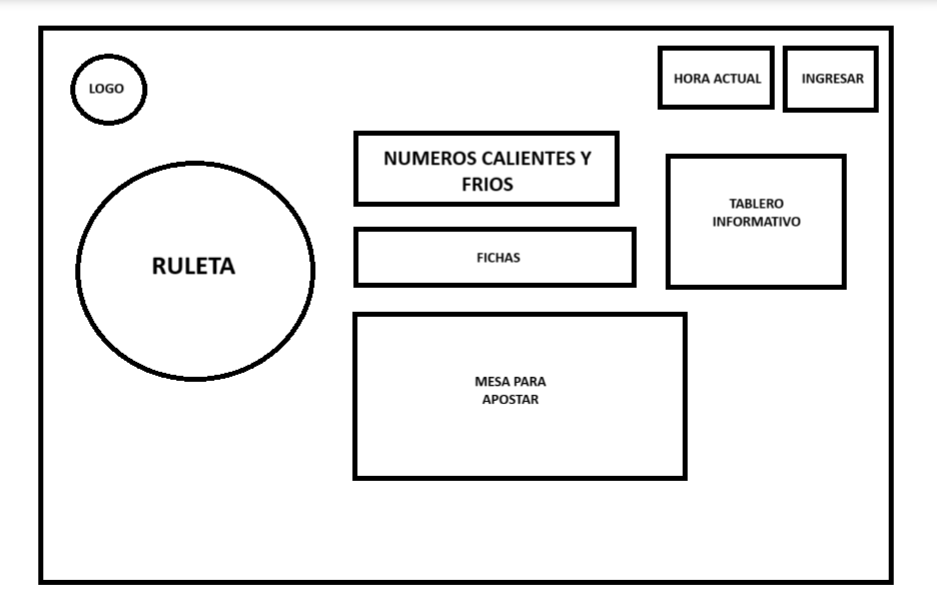 LOGO
HORA ACTUAL
INGRESAR
NUMEROS CALIENTES Y
FRIOS
TABLERO
INFORMATIVO
RULETA
FICHAS
MESA PARA
APOSTAR